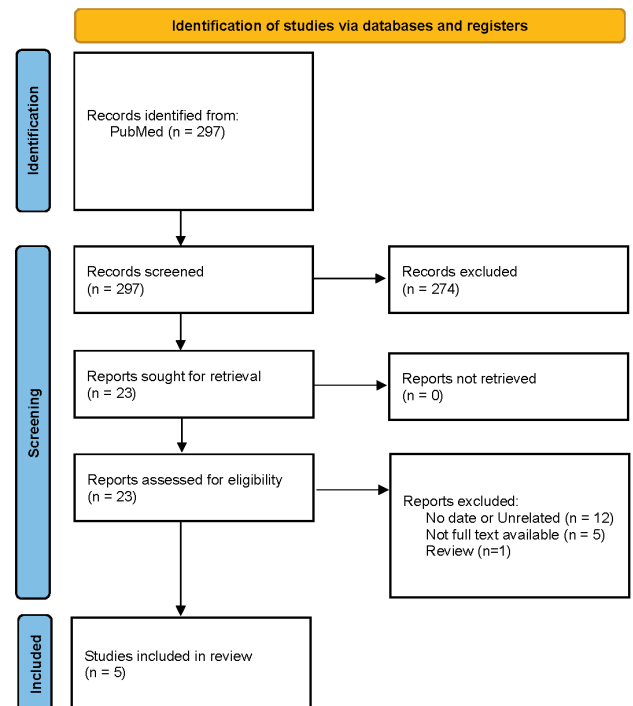 Identification of studies via databases and registers
Identification
Records identified from:
PubMed (n = 297)
Screening
Records screened
(n = 297)
Records excluded
(n = 274)
Reports sought for retrieval
(n = 23)
Reports not retrieved
(n = 0)
Reports assessed for eligibility
(n = 23)
Reports excluded:
No date or Unrelated (n = 12)
Not full text available (n = 5)
Review (n=1)
Included
Studies included in review
(n = 5)